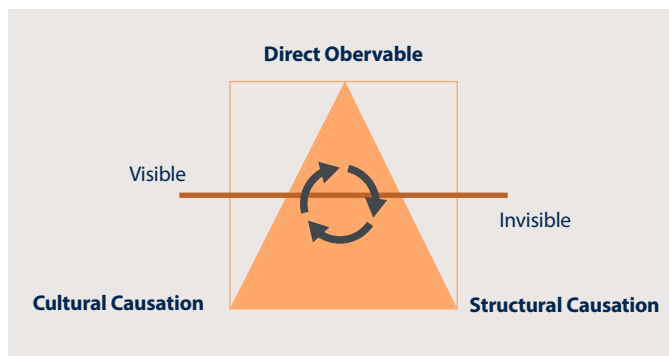 Direct Obervable
Visible
Invisible
Cultural Causation
Structural Causation